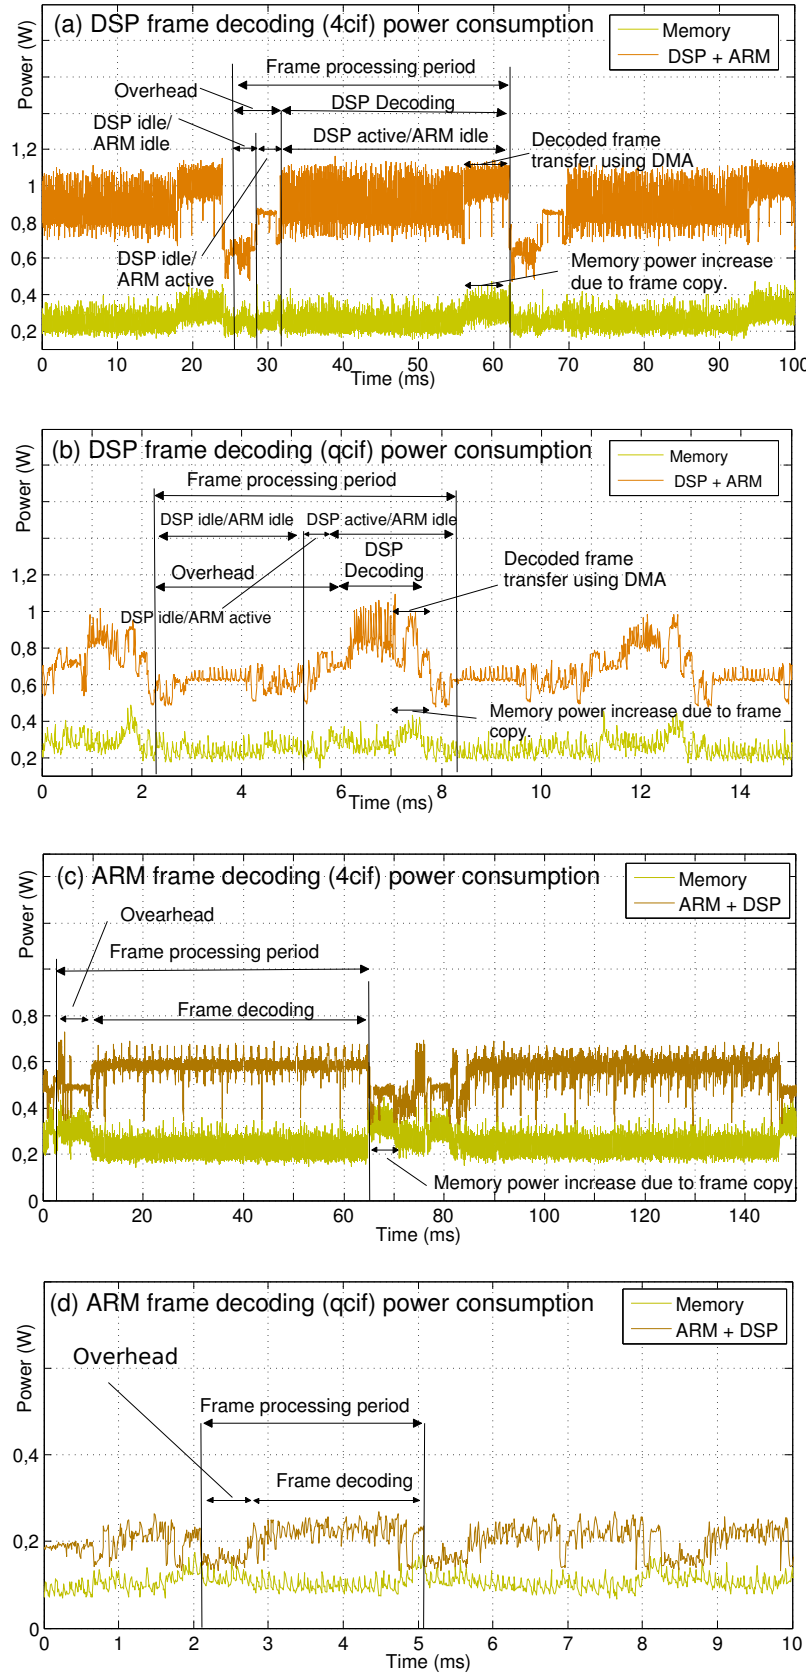 (a) DSP frame decoding (4cif) power consumption
Memory
DSP + ARM
Power (W)
Frame processing period
Overhead
DSP Decoding
DSP idle/
ARM idle
DSP active/ARM idle
Decoded frame
transfer using DMA
DSP idle/
ARM active
Memory power increase
due to frame copy.
1,2
1
0.8
0.6
0.4
0,2
0 10 20 30 40 50 60 70 80 90 100
Time (ms)
(b) DSP frame decoding (qcif) power consumption
Memory
DSP + ARM
Power (W)
Frame processing period
DSP idle/ARM idle
DSP active/ARM idle
DSP
Decoding
Overhead
Decoded frame
transfer using DMA
DSP idle/ARM active
Memory power increase due to frame
copy.
1,2
1
0.8
0.6
0.4
0.2
0 2 4 6 8 10 12 14
Time (ms)
(c) ARM frame decoding (4cif) power consumption
Memory
ARM + DSP
Power (W)
Ovearhead
Frame processing period
Frame decoding
Memory power increase due to frame copy.
0,8
0.6
0.4
0.2
0
0 20 40 60 80 100 120 140
Time (ms)
(d) ARM frame decoding (qcif) power consumption
Memory
ARM + DSP
Power (W)
Overhead
Frame processing period
Frame decoding
0,4
0,2
0
0 1 2 3 4 5 6 7 8 9 10
Time (ms)